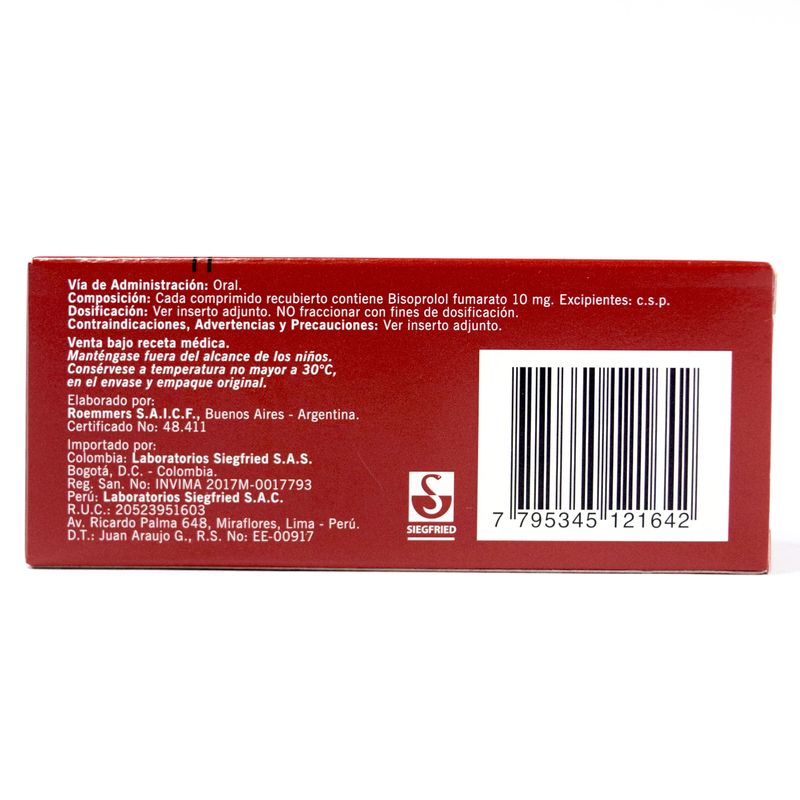 Vía de Administración: Oral.
Composición: Cada comprimido recubierto contiene Bisoprolol fumarato 10 mg. Excipientes: c.s.p.
Dosificación: Ver inserto adjunto. NO fraccionar con fines de dosificación.
Contraindicaciones, Advertencias y Precauciones: Ver inserto adjunto.
Venta bajo receta médica.
Manténgase fuera del alcance de los niños.
Consérvese a temperatura no mayor a 30°C,
en el envase y empaque original.
Elaborado por:
Roemmers S.A.I.C.F., Buenos Aires - Argentina.
Certificado No: 48.411
Importado por:
Colombia: Laboratorios Siegfried S.A.S.
Bogotá, D.C. - Colombia.
Reg. San. No: INVIMA 2017M-0017793
Perú: Laboratorios Siegfried S.A.C.
R.U.C.: 20523951603
Av. Ricardo Palma 648, Miraflores, Lima - Perú.
D.T.: Juan Araujo G., R.S. No: EE-00917
SIEGFRIED
7 795345 121642